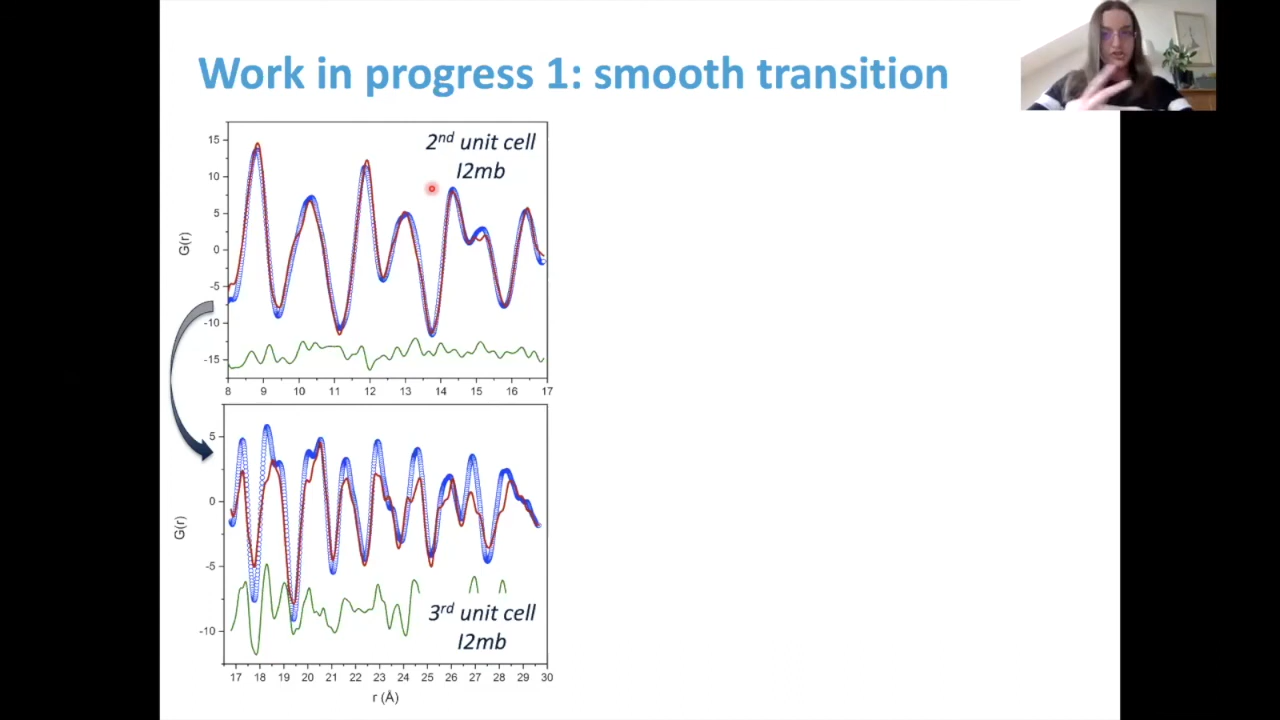 Work in progress 1: smooth transition
2nd unit cell
I2mb
15
10
5
0
-5
-10
-15
G(r)
8 9 10 11 12 13 14 15 16 17
5
0
-5
-10
G(r)
3rd unit cell
I2mb
17 18 19 20 21 22 23 24 25 26 27 28 29 30
r (Å)